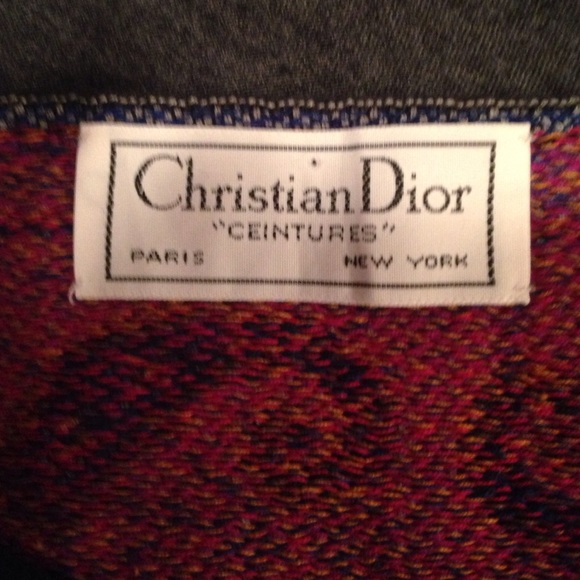 Christian Dior
"CEINTURES"
PARIS NEW YORK